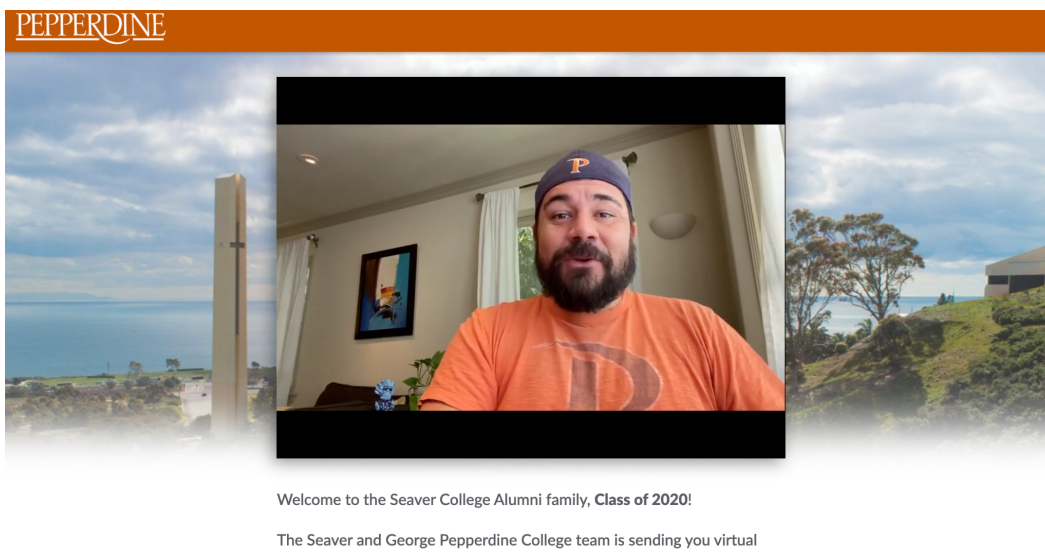 PEPPERDINE
P
P
Welcome to the Seaver College Alumni family, Class of 2020!
The Seaver and George Pepperdine College team is sending you virtual